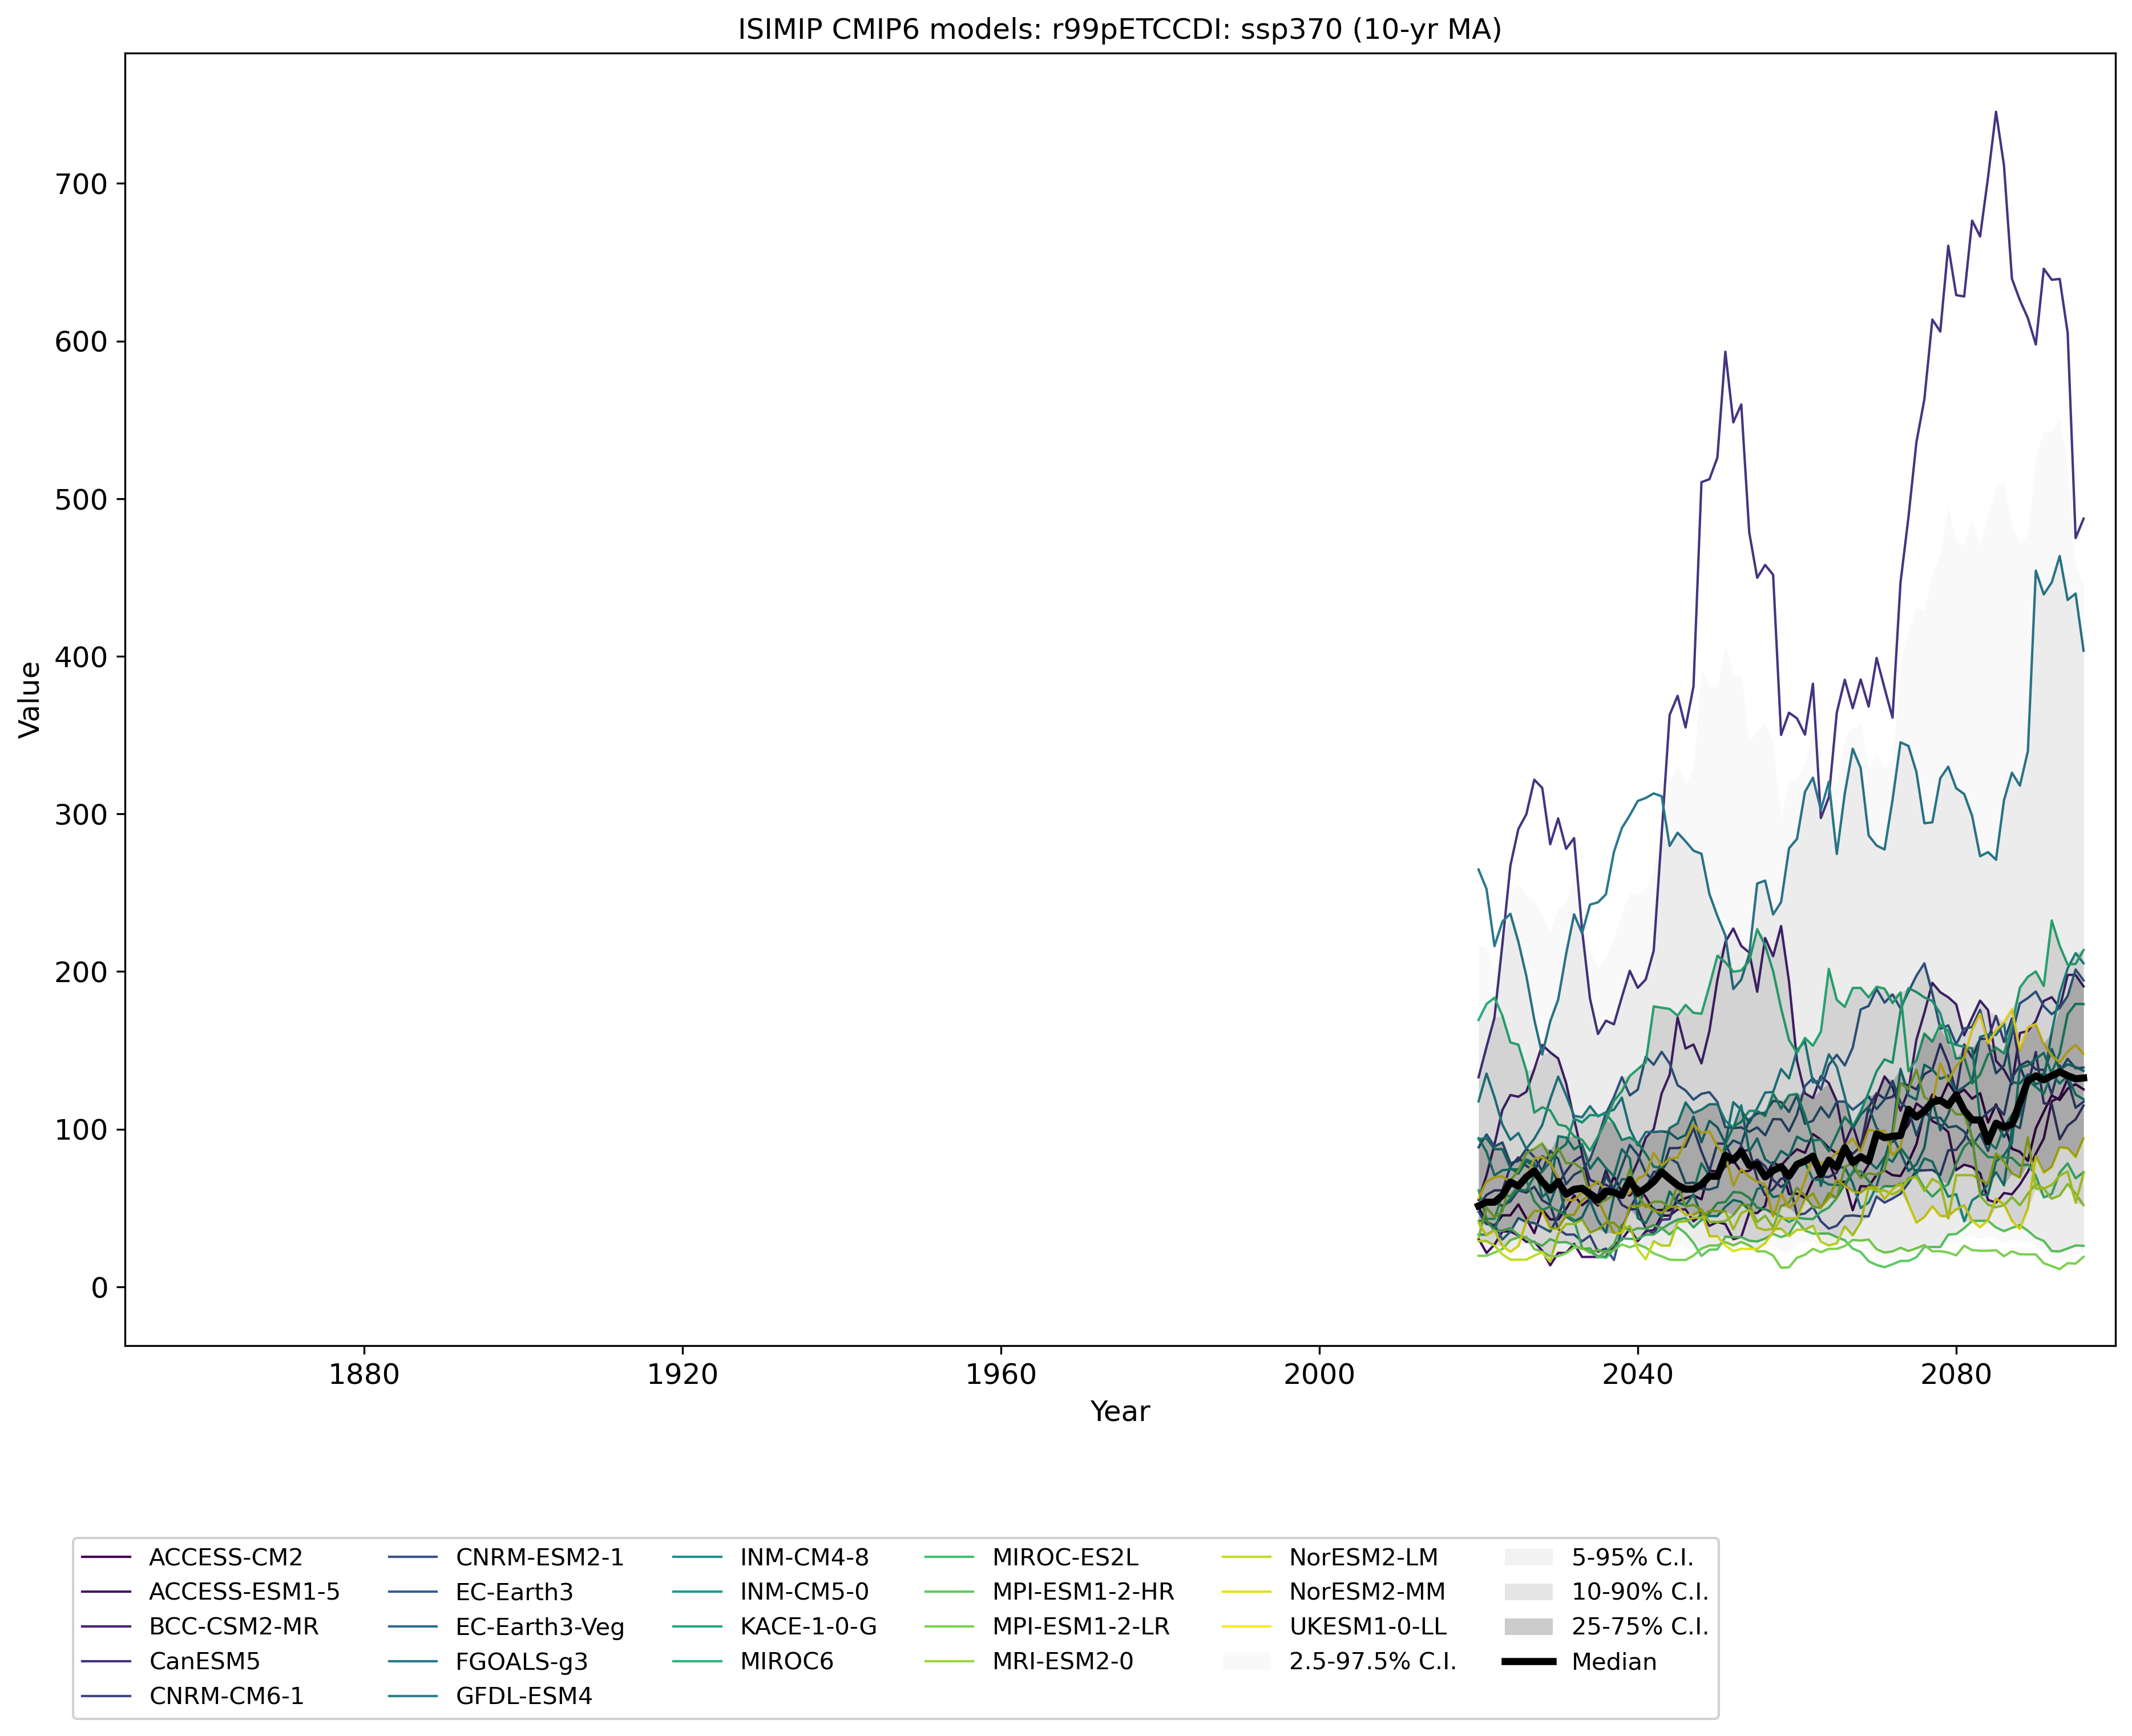 ISIMIP CMIP6 models: r99pETCCDI: ssp370 (10-yr MA)
700
600
500
400
300
200
100
0
Value
1880 1920 1960 2000 2040 2080
Year
ACCESS-CM2 CNRM-ESM2-1 INM-CM4-8 MIROC-ES2L NorESM2-LM 5-95% C.I.
ACCESS-ESM1-5 EC-Earth3 INM-CM5-0 MPI-ESM1-2-HR NorESM2-MM 10-90% C.I.
BCC-CSM2-MR EC-Earth3-Veg KACE-1-0-G MPI-ESM1-2-LR UKESM1-0-LL 25-75% C.I.
CanESM5 FGOALS-g3 MIROC6 MRI-ESM2-0 2.5-97.5% C.I. Median
CNRM-CM6-1 GFDL-ESM4